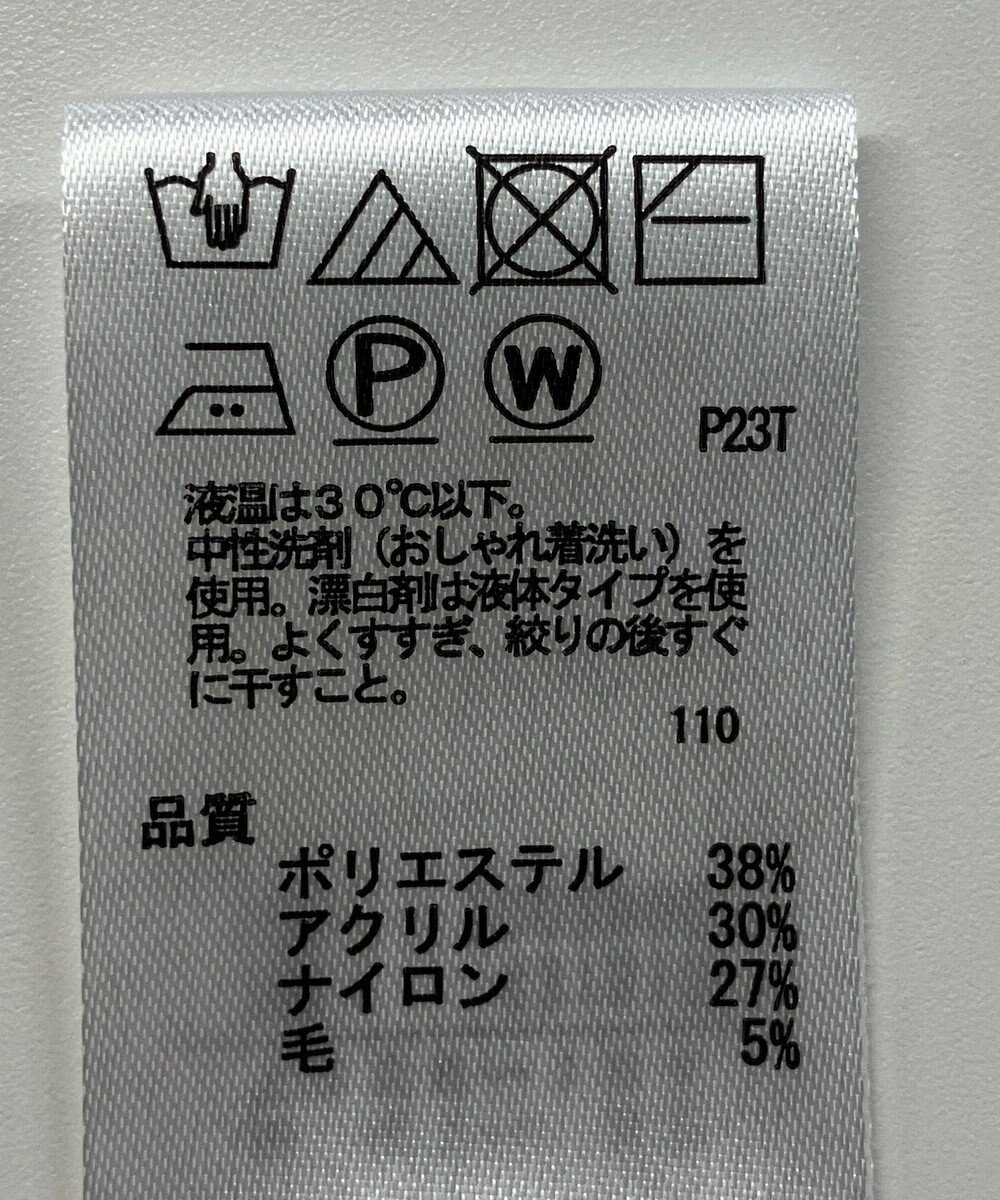 P
W
P23T
液温は30℃以下。
中性洗剤（おしゃれ着洗い）を
使用。漂白剤は液体タイプを使
用。よくすすぎ、絞りの後すぐ
に干すこと。
110
品質
ポリエステル 38%
アクリル 30%
ナイロン 27%
毛 5%